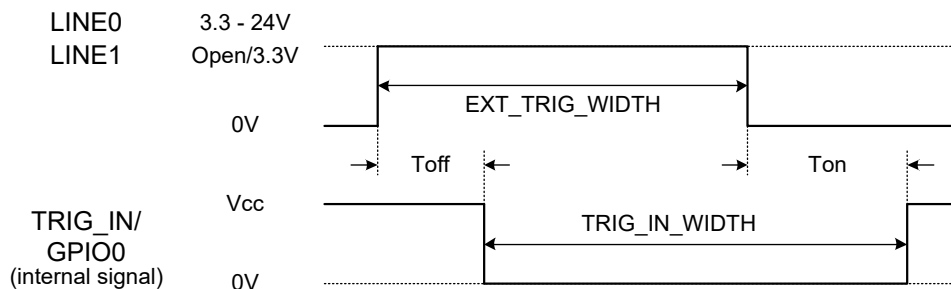 LINE0 3.3 - 24V
LINE1 Open/3.3V
EXT_TRIG_WIDTH
0V
Toff Ton
Vcc
TRIG_IN/
GPIO0
(internal signal)
TRIG_IN_WIDTH
0V